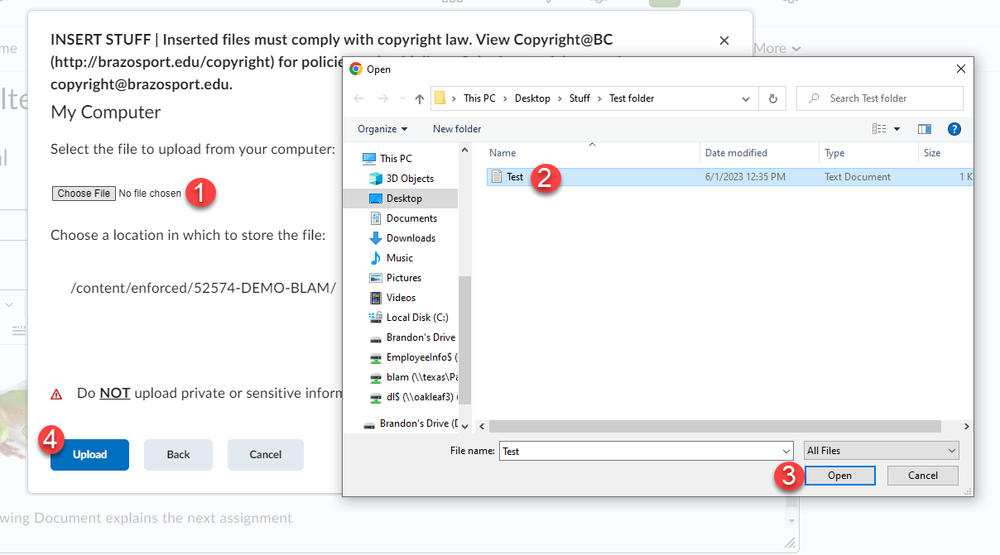 INSERT STUFF | Inserted files must comply with copyright law. View Copyright@BC
(http://brazosport.edu/copyright) for policie
copyright@brazosport.edu.
My Computer
Select the file to upload from your computer:
Choose File No file chosen 1
Choose a location in which to store the file:
/content/enforced/52574-DEMO-BLAM/
Do NOT upload private or sensitive inform
4
Upload Back Cancel
More
Open
This PC > Desktop > Stuff > Test folder
Search Test folder
Organize New folder
Name Date modified Type Size
Test 2 6/1/2023 12:35 PM Text Document 1 K
This PC
3D Objects
Desktop
Documents
Downloads
Music
Pictures
Videos
Local Disk (C:)
Brandon's Drive
EmployeeInfo$ (
blam (\\texas\Pa
dl$ (\\oakleaf3) (
Brandon's Drive (D
File name: Test All Files
3 Open Cancel
wing Document explains the next assignment